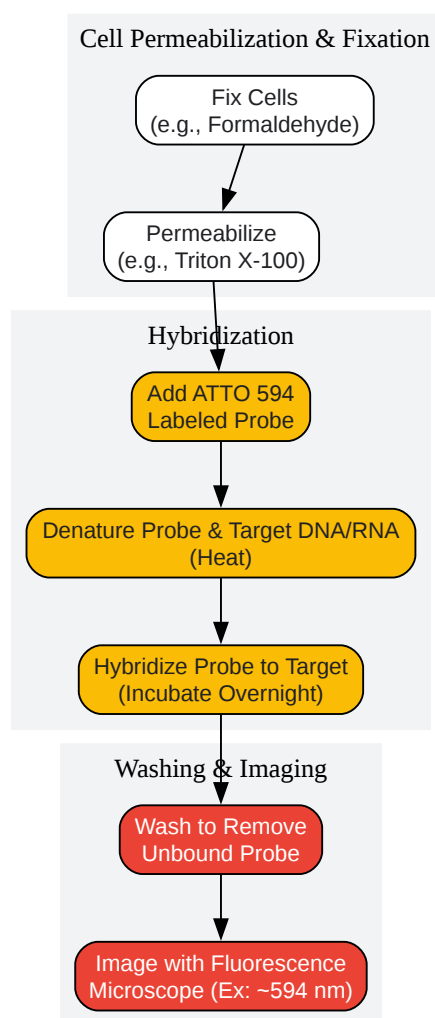 Cell Permeabilization & Fixation
Fix Cells
(e.g., Formaldehyde)
Permeabilize
(e.g., Triton X-100)
Hybridization
Add ATTO 594
Labeled Probe
Denature Probe & Target DNA/RNA
(Heat)
Hybridize Probe to Target
(Incubate Overnight)
Washing & Imaging
Wash to Remove
Unbound Probe
Image with Fluorescence
Microscope (Ex: ~594 nm)